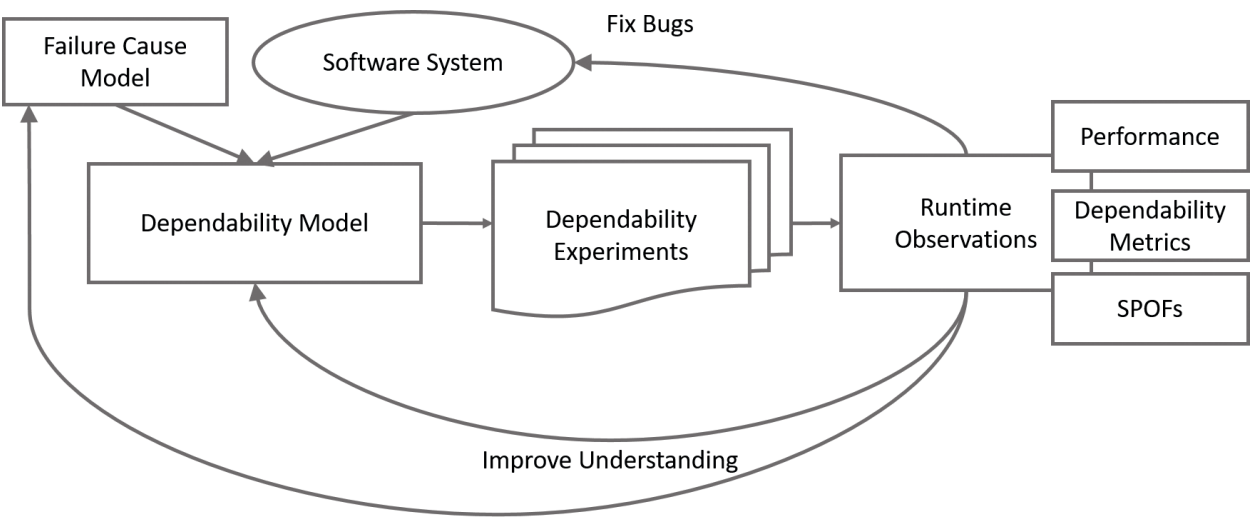 Fix Bugs
Failure Cause
Model
Software System
Performance
Dependability Model
Dependability
Experiments
Runtime
Observations
Dependability
Metrics
SPOFs
Improve Understanding